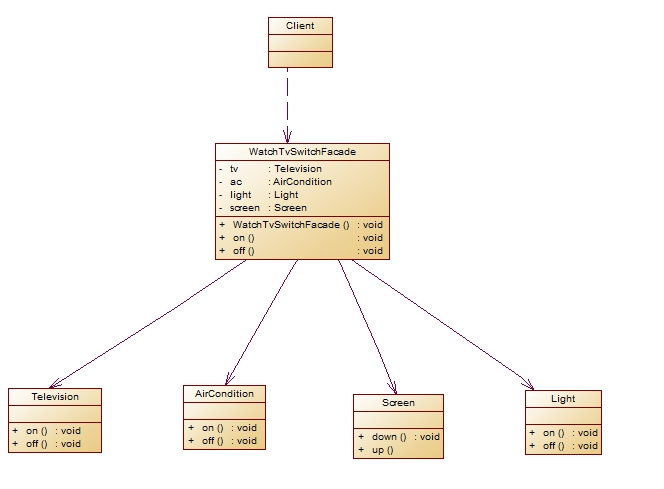 Client
WatchTvSwitchFacade
- tv : Television
- ac : AirCondition
- light : Light
- screen : Screen
+ WatchTvSwitchFacade () : void
+ on () : void
+ off () : void
Television
+ on () : void
+ off () : void
AirCondition
+ on () : void
+ off () : void
Screen
+ down () : void
+ up ()
Light
+ on () : void
+ off () : void